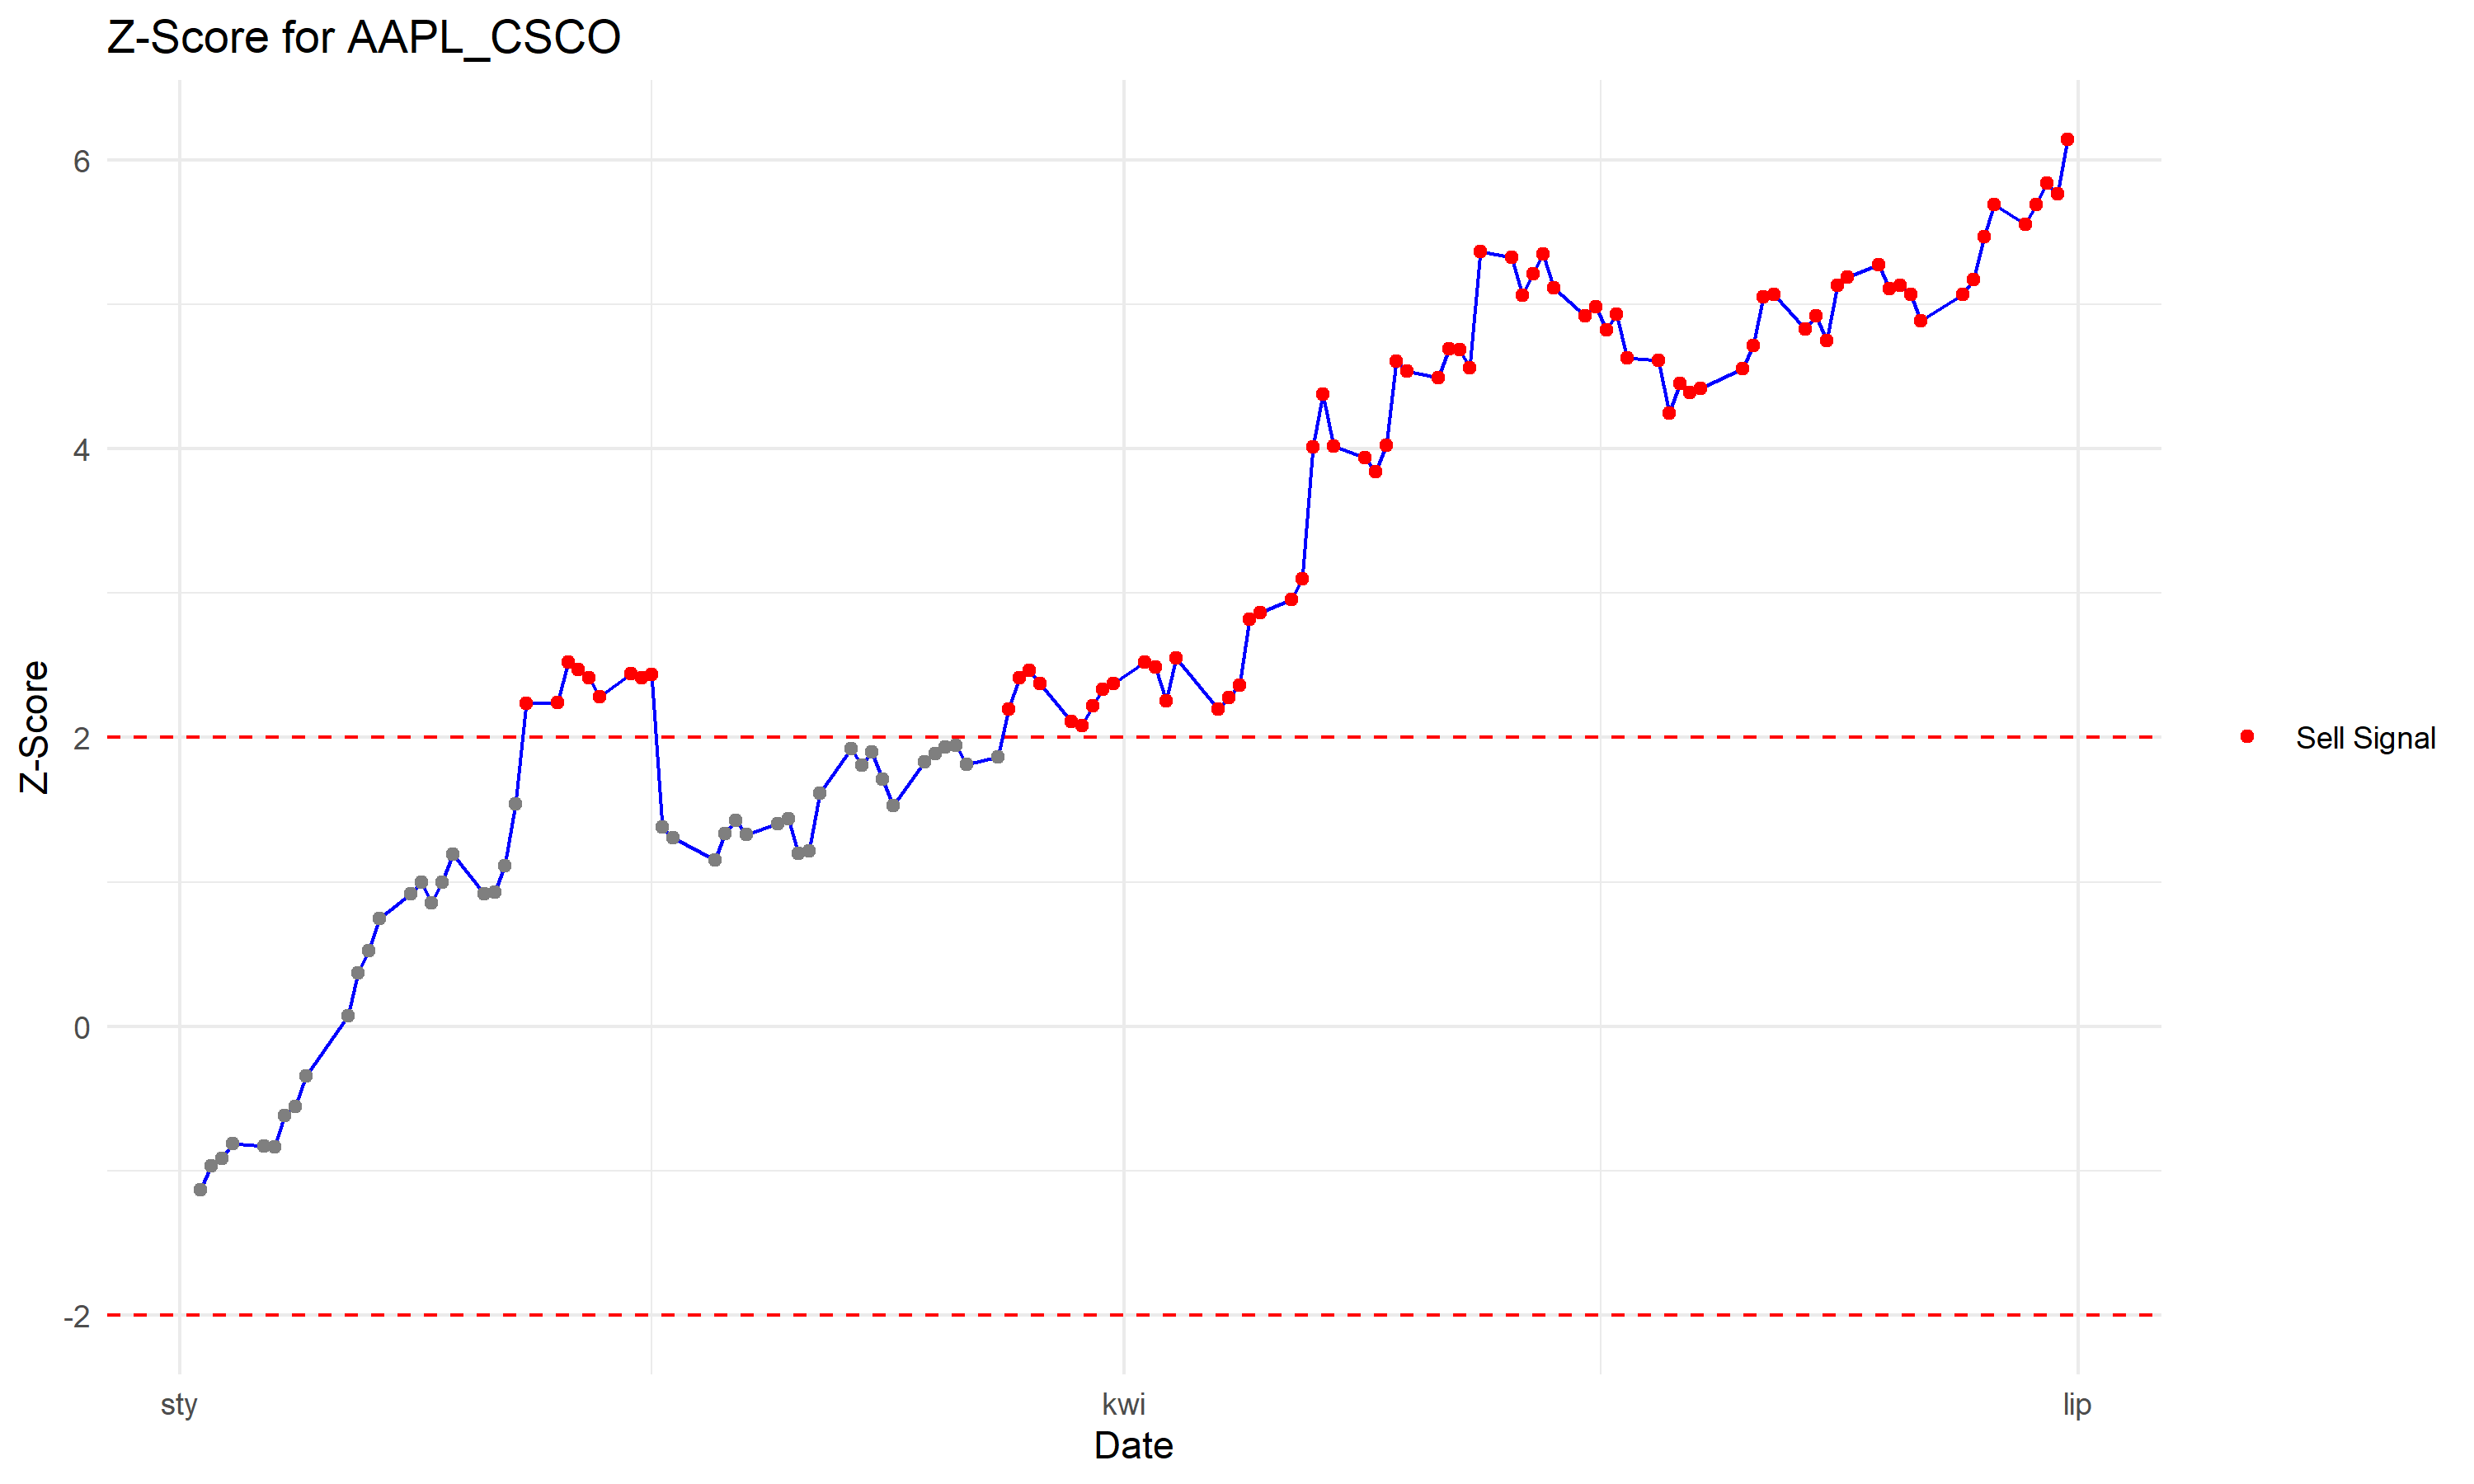 Z-Score for AAPL_CSCO
6
4
2
0
-2
Z-Score
sty
kwi
lip
Date
Sell Signal